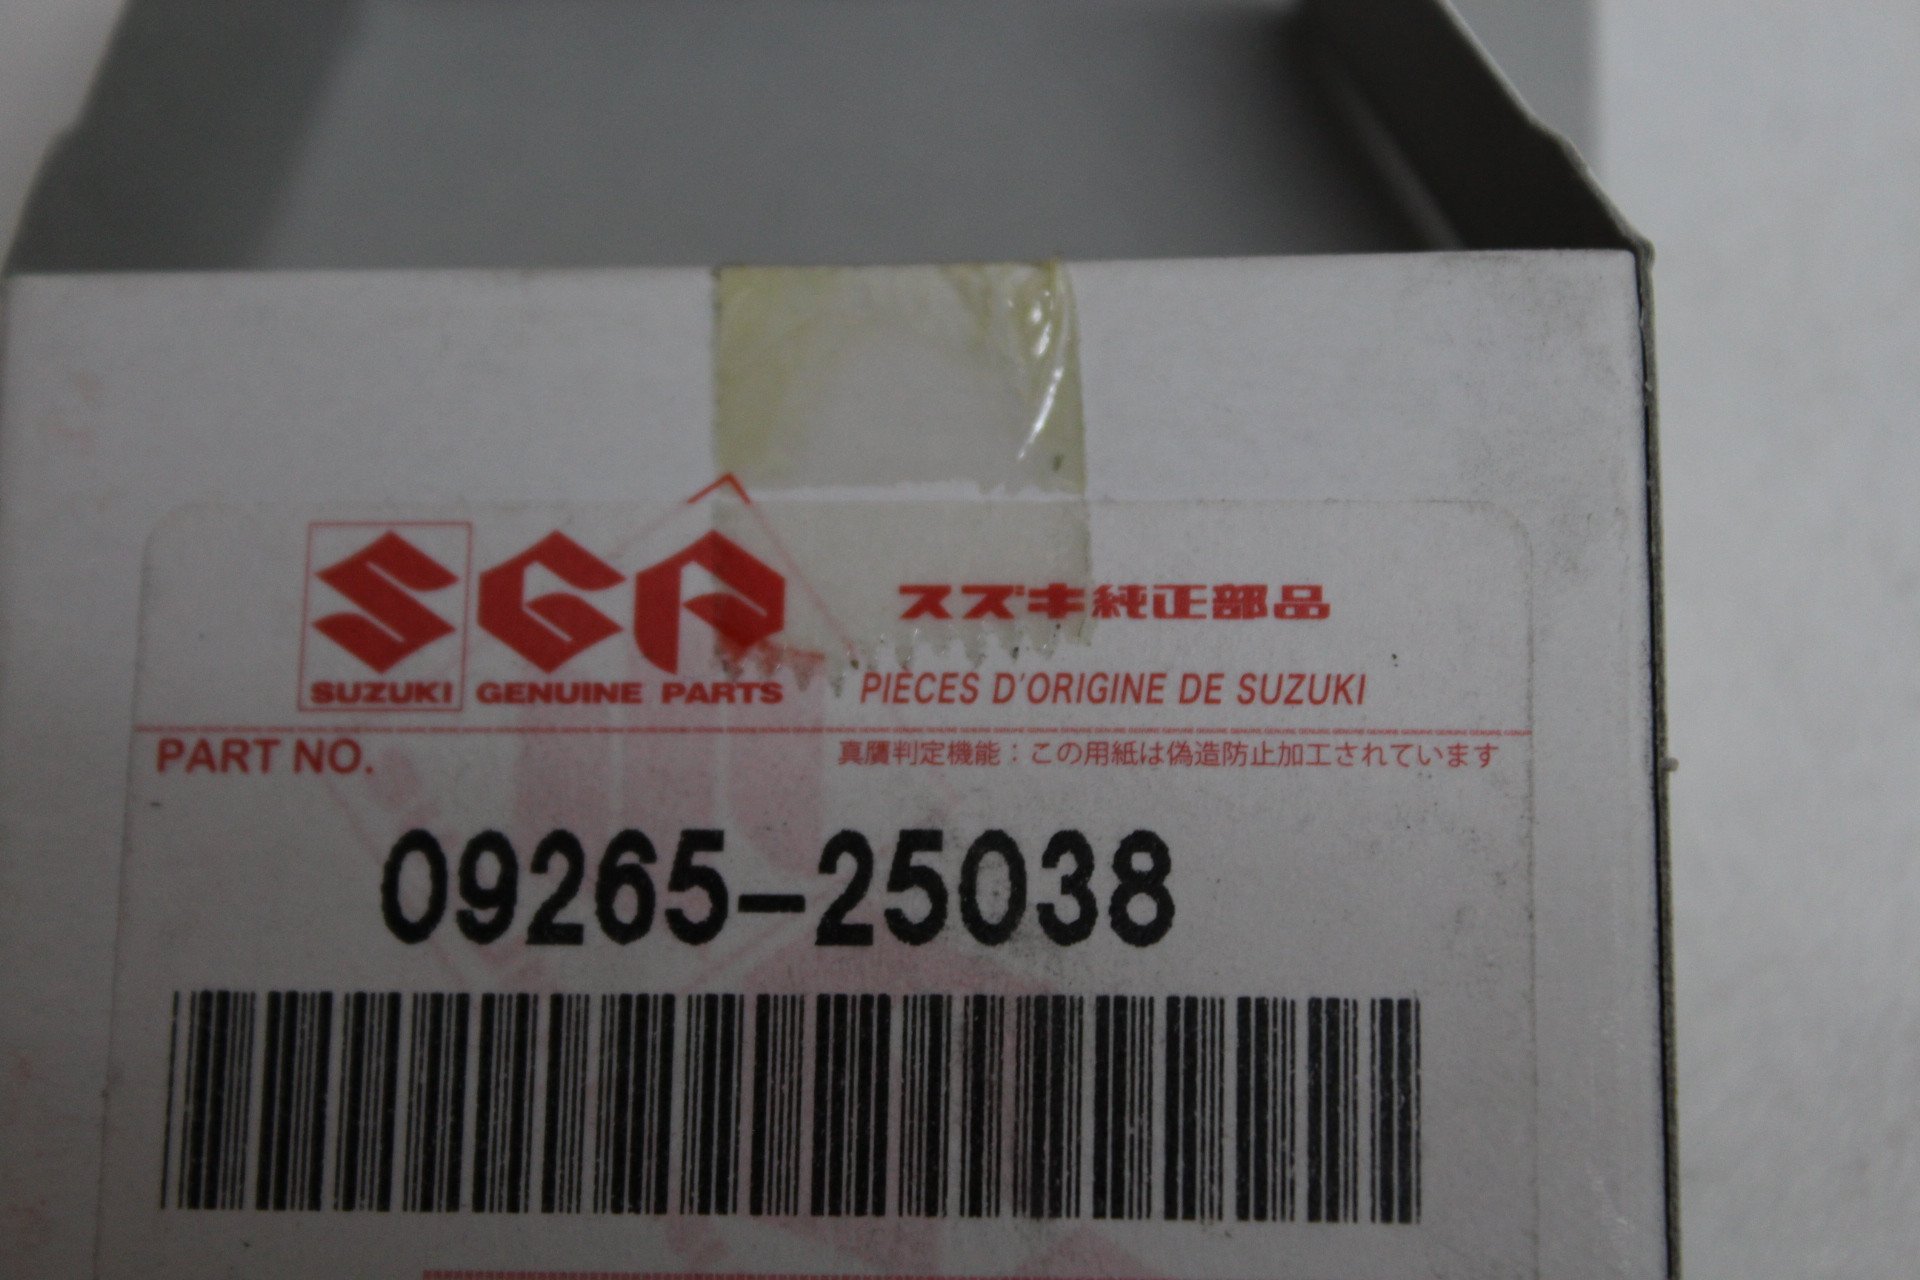 SGP
スズキ純正部品
SUZUKI GENUINE PARTS
PIECES D'ORIGINE DE SUZUKI
PART NO.
真贋判定機能：この用紙は偽造防止加工されています
09265-25038